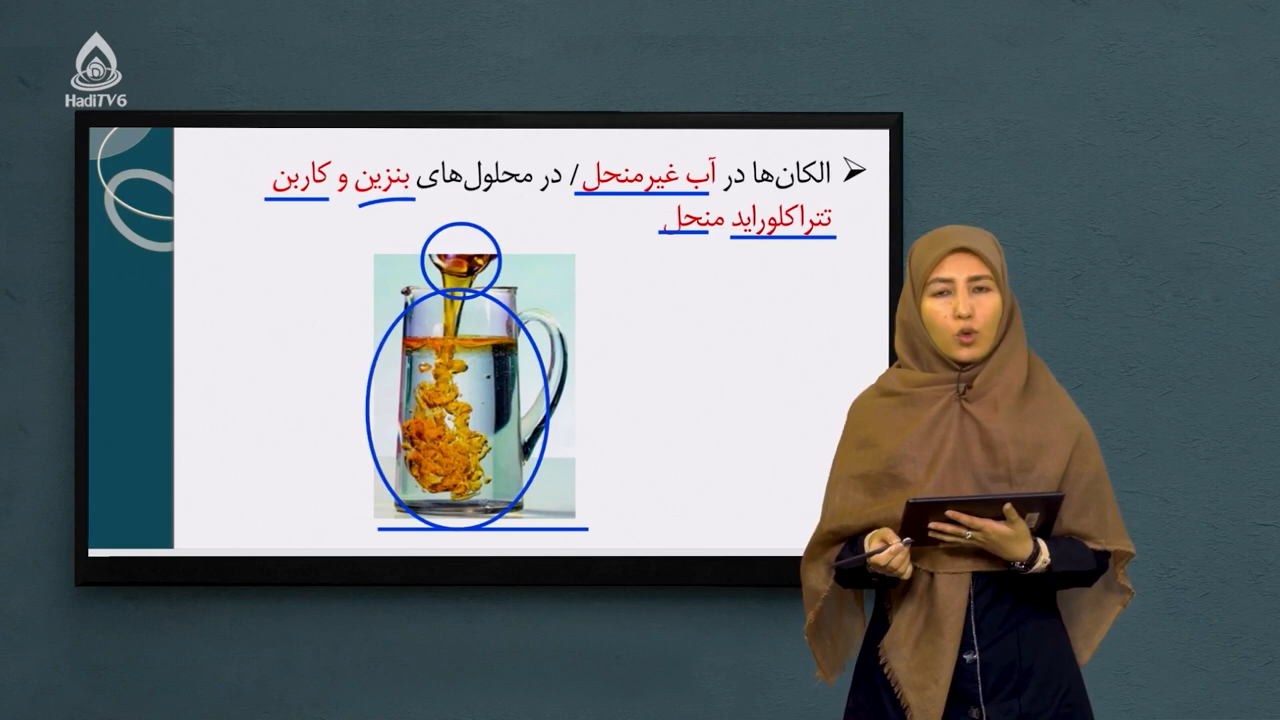 HadiTV6
الکان‌ها در آب غیرمنحل/ در محلول‌های بنزین و کاربن
تتراکلوراید منحل